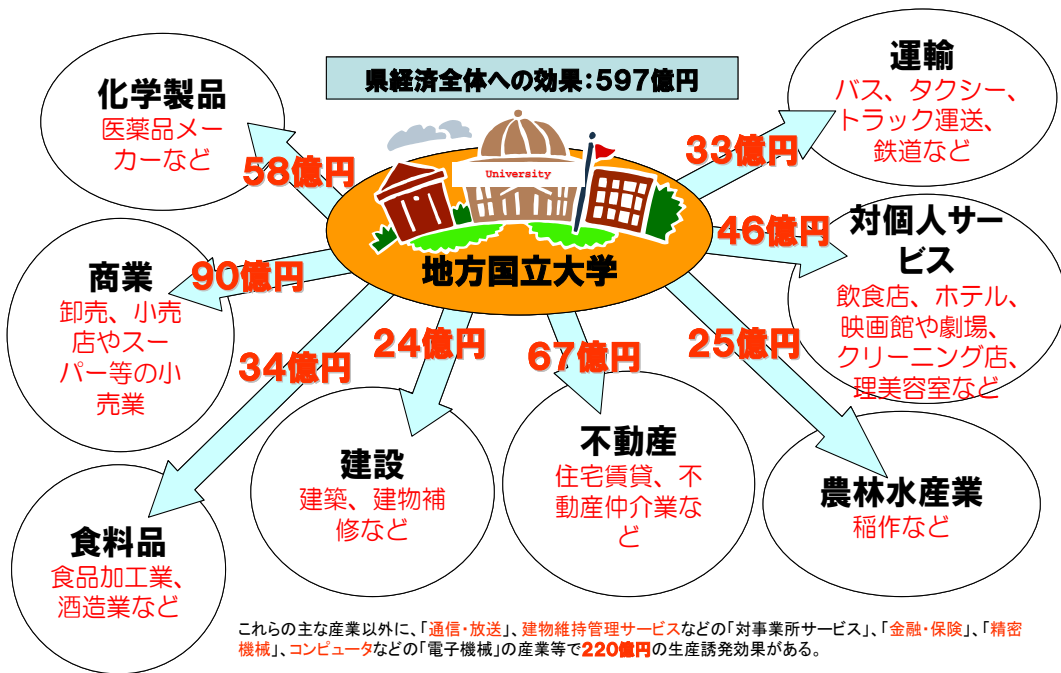 県経済全体への効果：597億円
University
地方国立大学
化学製品
医薬品メー
カーなど
58億円
商業
卸売、小売
店やスー
パー等の小
売業
90億円
食料品
食品加工業、
酒造業など
34億円
建設
建築、建物補
修など
24億円
不動産
住宅賃貸、不
動産仲介業な
ど
67億円
農林水産業
稲作など
25億円
対個人サー
ビス
飲食店、ホテル、
映画館や劇場、
クリーニング店、
理美容室など
46億円
運輸
バス、タクシー、
トラック運送、
鉄道など
33億円
これらの主な産業以外に、「通信・放送」、建物維持管理サービスなどの「対事業所サービス」、「金融・保険」、「精密
機械」、コンピュータなどの「電子機械」の産業等で220億円の生産誘発効果がある。